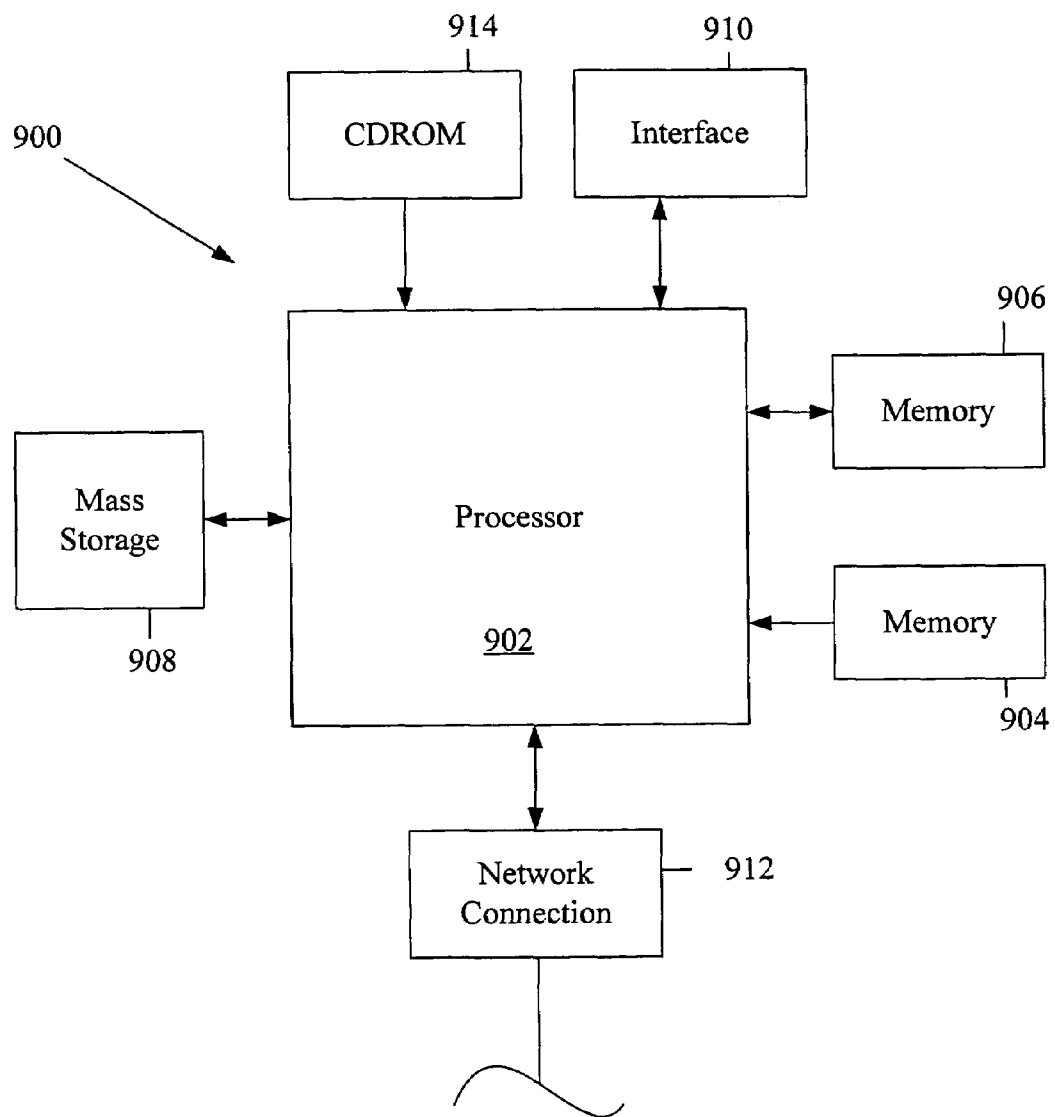 914
910
900
CDROM
Interface
906
Memory
Mass
Storage
Processor
908
902
Memory
904
Network
Connection
912